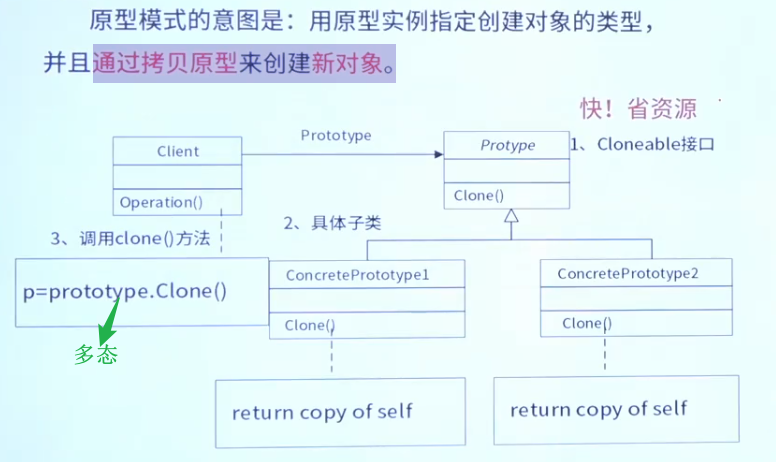 原型模式的意图是：用原型实例指定创建对象的类型，
并且通过拷贝原型来创建新对象。
快！省资源
Client
Prototype
Protype
1、Cloneable接口
Operation()
Clone()
3、调用clone()方法
2、具体子类
p=prototype.Clone()
ConcretePrototype1
ConcretePrototype2
Clone()
Clone()
多态
return copy of self
return copy of self